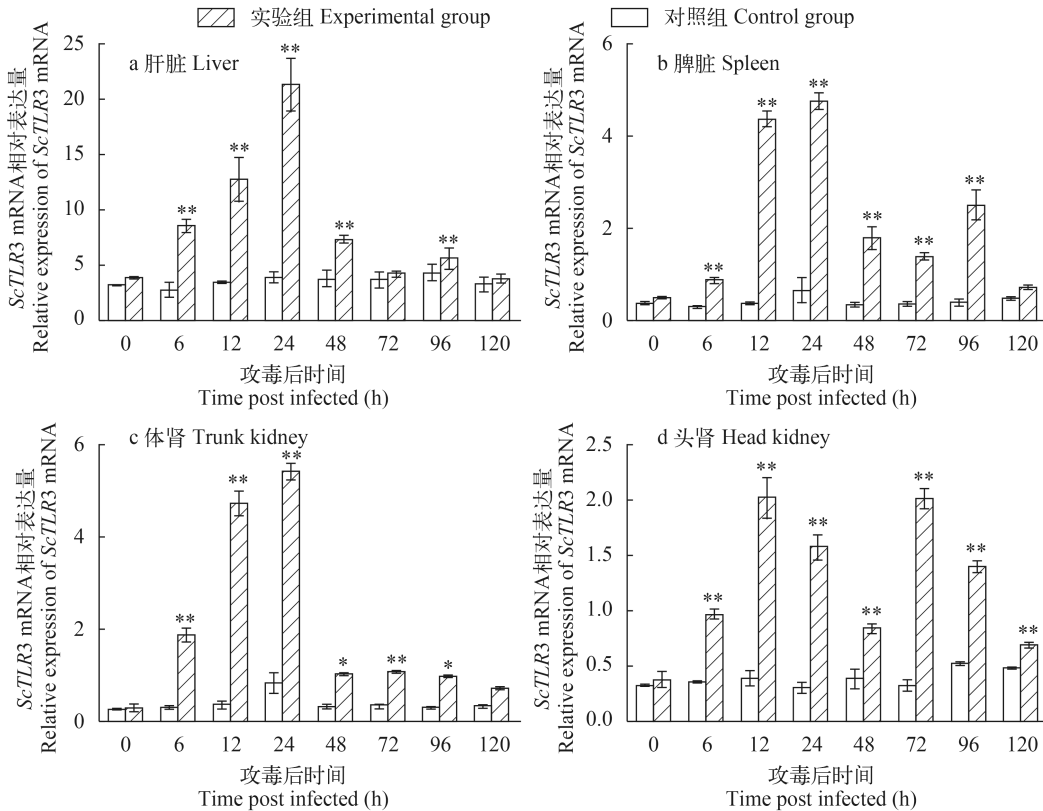 实验组 Experimental group 对照组 Control group
a 肝脏 Liver
ScTLR3 mRNA相对表达量
Relative expression of ScTLR3 mRNA
25
20
15
10
5
0
** ** ** ** **
0 6 12 24 48 72 96 120
攻毒后时间
Time post infected (h)
b 脾脏 Spleen
ScTLR3 mRNA相对表达量
Relative expression of ScTLR3 mRNA
6
4
2
0
** ** ** ** ** **
0 6 12 24 48 72 96 120
攻毒后时间
Time post infected (h)
c 体肾 Trunk kidney
ScTLR3 mRNA相对表达量
Relative expression of ScTLR3 mRNA
6
4
2
0
** ** ** * ** *
0 6 12 24 48 72 96 120
攻毒后时间
Time post infected (h)
d 头肾 Head kidney
ScTLR3 mRNA相对表达量
Relative expression of ScTLR3 mRNA
2.5
2.0
1.5
1.0
0.5
0.0
** ** ** ** ** ** **
0 6 12 24 48 72 96 120
攻毒后时间
Time post infected (h)